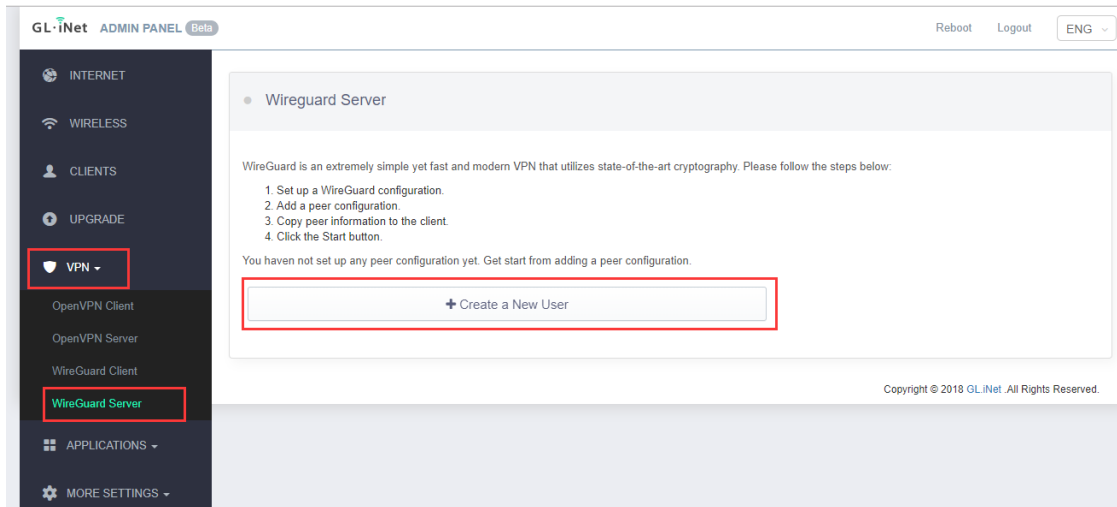 GL·iNet ADMIN PANEL Beta
Reboot Logout ENG
INTERNET
WIRELESS
CLIENTS
UPGRADE
VPN
OpenVPN Client
OpenVPN Server
WireGuard Client
WireGuard Server
APPLICATIONS
MORE SETTINGS
Wireguard Server
WireGuard is an extremely simple yet fast and modern VPN that utilizes state-of-the-art cryptography. Please follow the steps below:
1. Set up a WireGuard configuration.
2. Add a peer configuration.
3. Copy peer information to the client.
4. Click the Start button.
You haven not set up any peer configuration yet. Get start from adding a peer configuration.
+ Create a New User
Copyright © 2018 GL.iNet .All Rights Reserved.